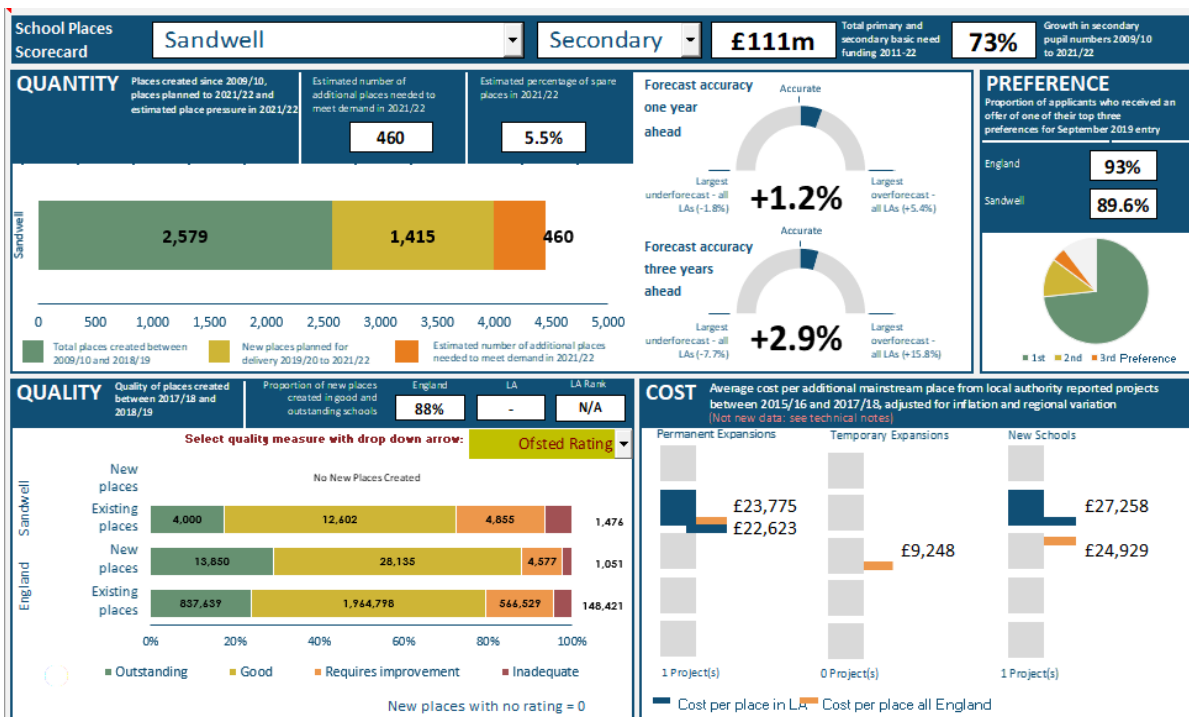 School Places
Scorecard
Sandwell
Secondary
£111m
Total primary and
secondary basic need
funding 2011-22
73%
Growth in secondary
pupil numbers 2009/10
to 2021/22
QUANTITY
Places created since 2009/10,
places planned to 2021/22 and
estimated place pressure in 2021/22
Estimated number of
additional places needed to
meet demand in 2021/22
460
Estimated percentage of spare
places in 2021/22
5.5%
Sandwell
2,579
1,415
460
0 500 1,000 1,500 2,000 2,500 3,000 3,500 4,000 4,500 5,000
Total places created between
2009/10 and 2018/19
New places planned for
delivery 2019/20 to 2021/22
Estimated number of additional places
needed to meet demand in 2021/22
Forecast accuracy
one year
ahead
Accurate
Largest
underforecast - all
LAs (-1.8%)
+1.2%
Largest
overforecast -
all LAs (+5.4%)
Forecast accuracy
three years
ahead
Accurate
Largest
underforecast - all
LAs (-7.7%)
+2.9%
Largest
overforecast -
all LAs (+15.8%)
PREFERENCE
Proportion of applicants who received an
offer of one of their top three
preferences for September 2019 entry
England
93%
Sandwell
89.6%
1st 2nd 3rd Preference
QUALITY
Quality of places created
between 2017/18 and
2018/19
Proportion of new places
created in good and
outstanding schools
England
88%
LA
-
LA Rank
N/A
Select quality measure with drop down arrow:
Ofsted Rating
Sandwell
New
places
No New Places Created
Existing
places
4,000 12,602 4,855 1,476
England
New
places
13,850 28,135 4,577 1,051
Existing
places
837,639 1,964,798 566,529 148,421
0% 20% 40% 60% 80% 100%
Outstanding Good Requires improvement Inadequate
New places with no rating = 0
COST
Average cost per additional mainstream place from local authority reported projects
between 2015/16 and 2017/18, adjusted for inflation and regional variation
(Not new data: see technical notes)
Permanent Expansions
£23,775
£22,623
1 Project(s)
Temporary Expansions
£9,248
0 Project(s)
New Schools
£27,258
£24,929
1 Project(s)
Cost per place in LA
Cost per place all England